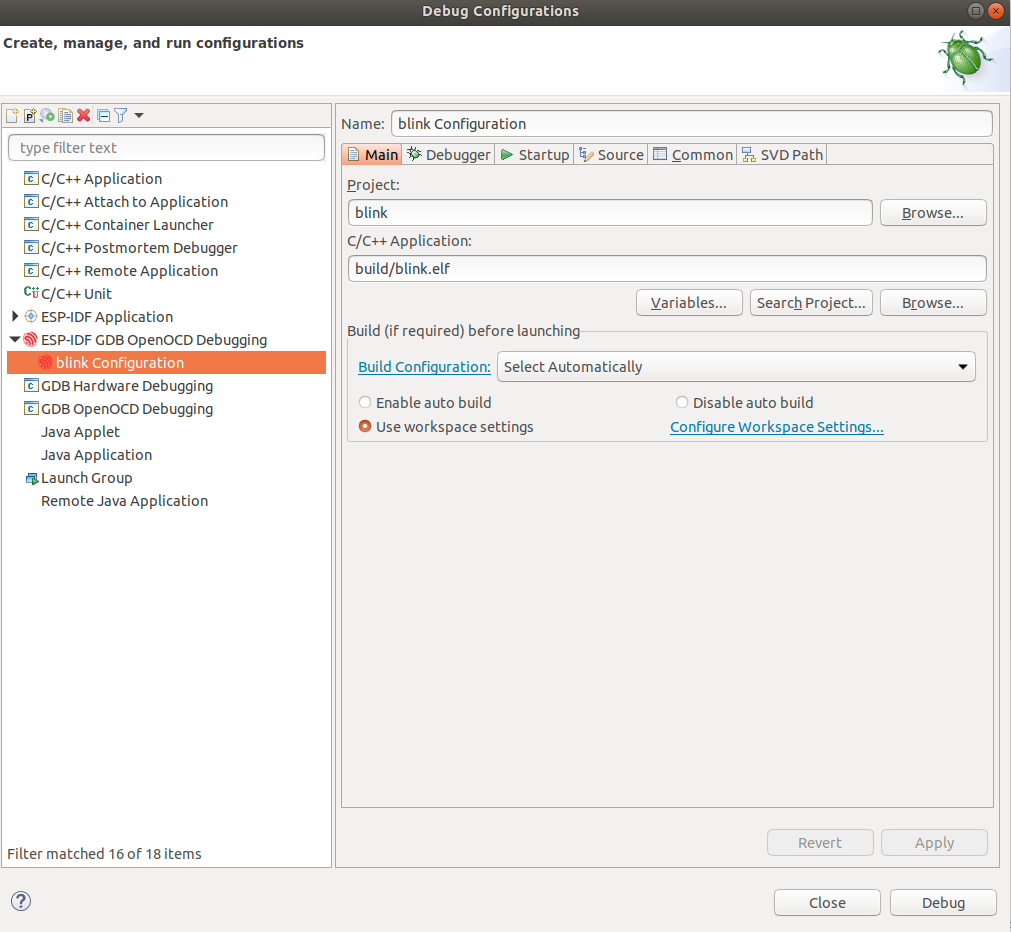 Debug Configurations
Create, manage, and run configurations
type filter text
C/C++ Application
C/C++ Attach to Application
C/C++ Container Launcher
C/C++ Postmortem Debugger
C/C++ Remote Application
C/C++ Unit
ESP-IDF Application
ESP-IDF GDB OpenOCD Debugging
blink Configuration
GDB Hardware Debugging
GDB OpenOCD Debugging
Java Applet
Java Application
Launch Group
Remote Java Application
Filter matched 16 of 18 items
Name: blink Configuration
Main Debugger Startup Source Common SVD Path
Project:
blink Browse...
C/C++ Application:
build/blink.elf
Variables... Search Project... Browse...
Build (if required) before launching
Build Configuration: Select Automatically
Enable auto build Disable auto build
Use workspace settings Configure Workspace Settings...
Revert Apply
Close Debug